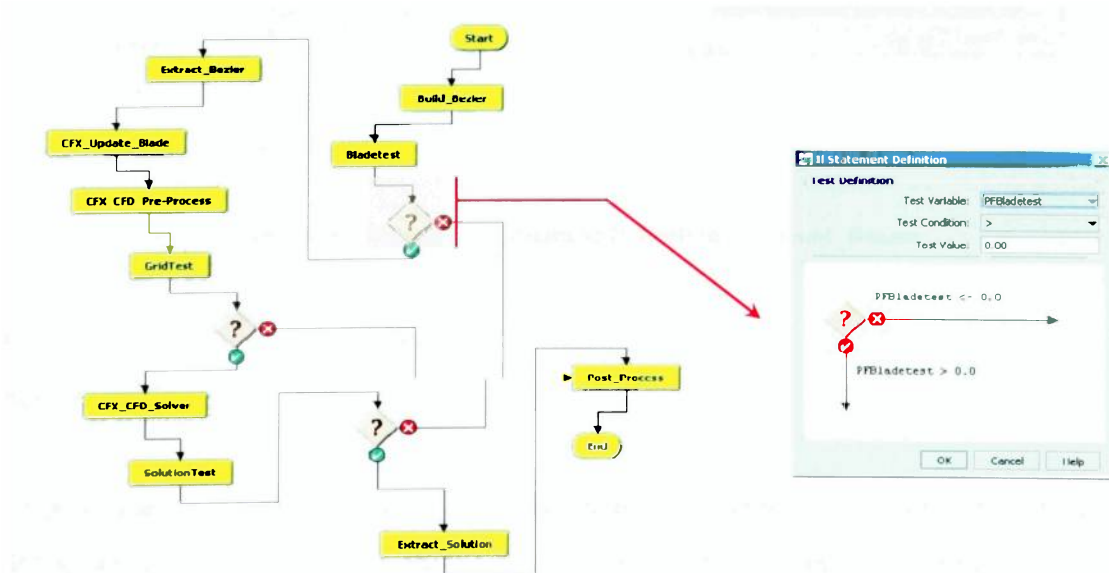 Start
Build_Bezier
Bladetest
?
Extract_Bezier
CFX_Update_Blade
CFX CFD Pre-Process
GridTest
?
CFX_CFD_Solver
SolutionTest
?
Extract_Solution
Post_Process
End
If Statement Definition
Test Definition
Test Variable: PFBladetest
Test Condition: >
Test Value: 0.00
PFBladetest <= 0.0
?
PFBladetest > 0.0
OK Cancel Help